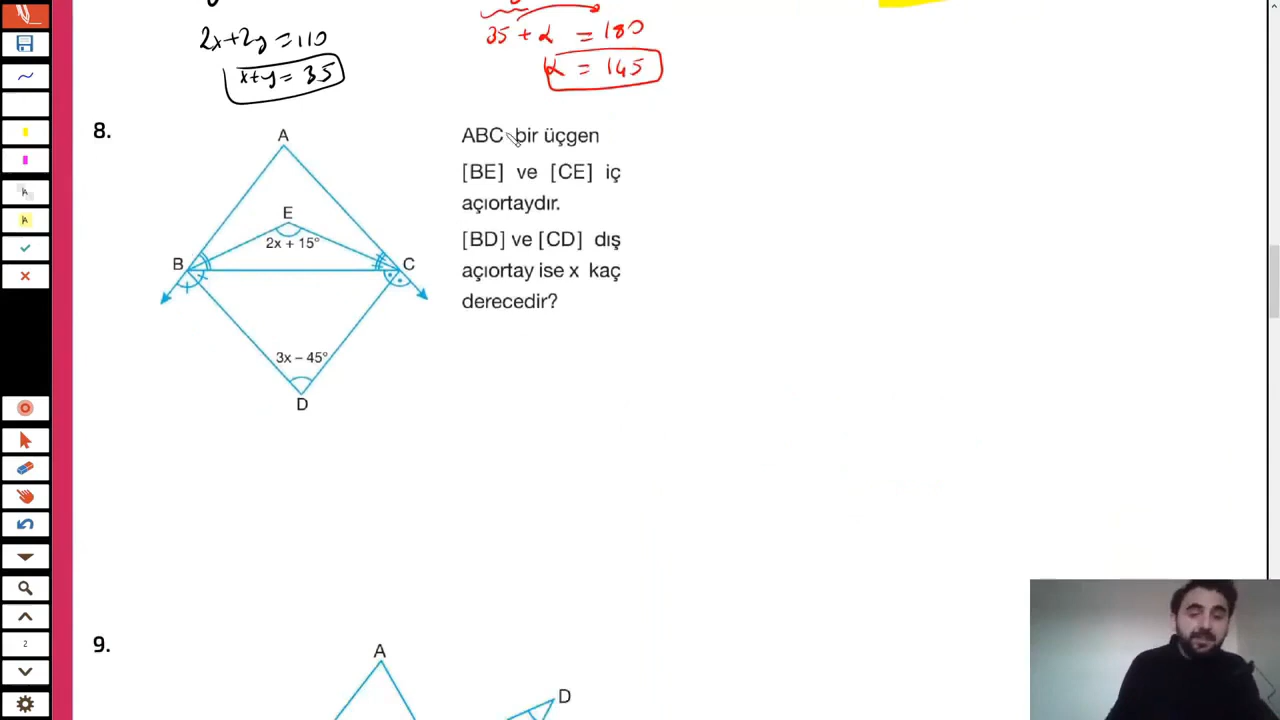 2x+2y = 110
x+y = 35
35 + α = 180
α = 145
8.
A
E
2x + 15°
B
C
3x – 45°
D
ABC bir üçgen
[BE] ve [CE] iç
açıortaydır.
[BD] ve [CD] dış
açıortay ise x kaç
derecedir?
9.
A
D
2